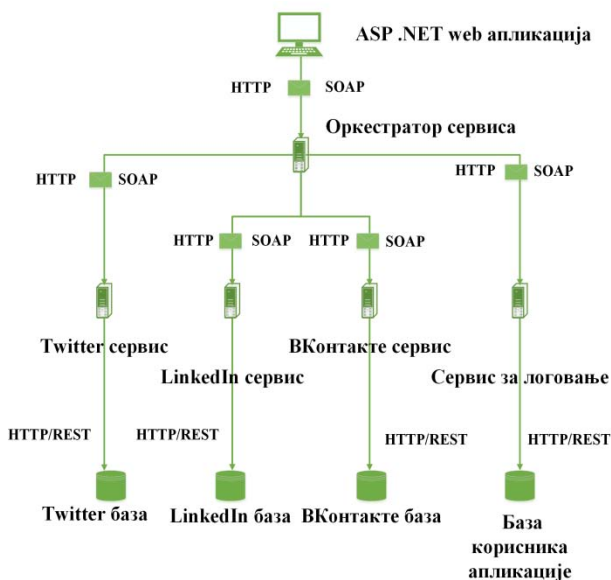 ASP .NET web апликација
HTTP SOAP
Оркестратор сервиса
HTTP SOAP
HTTP SOAP
HTTP SOAP
HTTP SOAP
Twitter сервис
ВКонтакте сервис
LinkedIn сервис
Сервис за логовање
HTTP/REST
HTTP/REST
HTTP/REST
HTTP/REST
Twitter база
LinkedIn база
ВКонтакте база
База
корисника
апликације